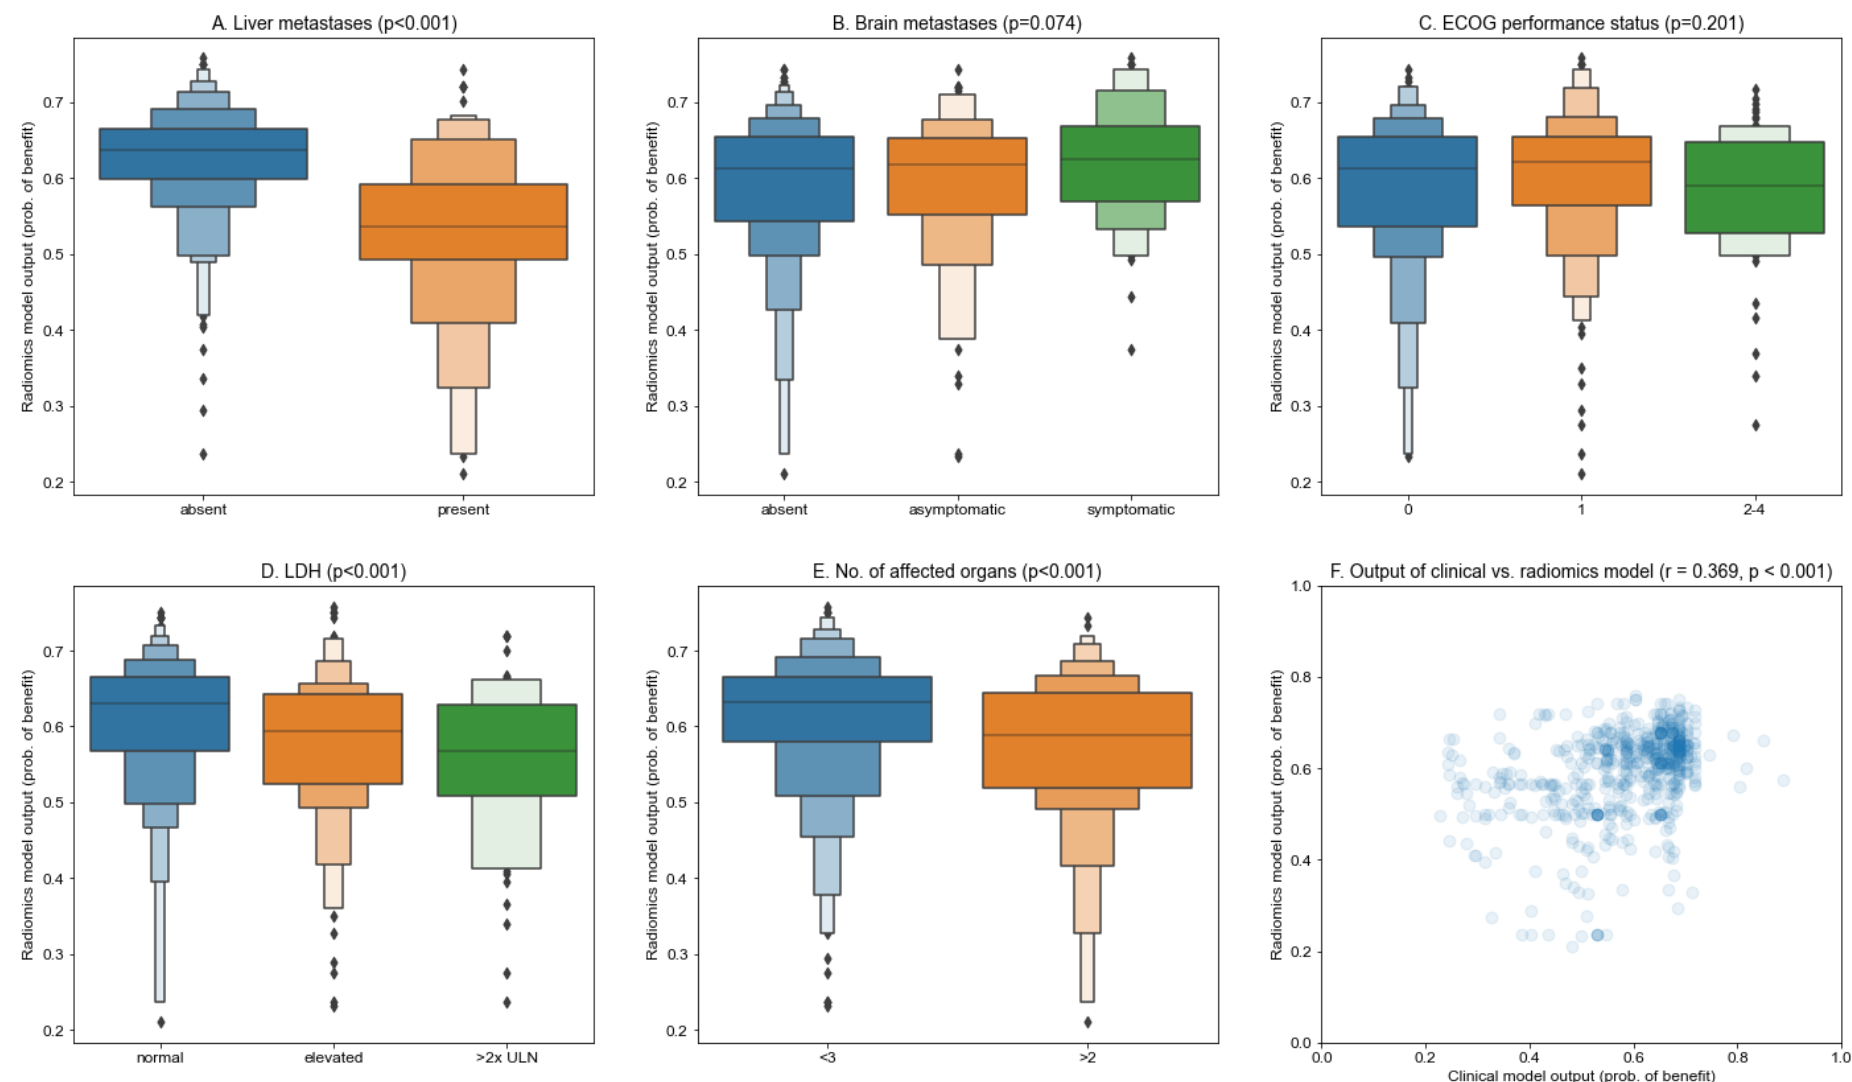 A. Liver metastases (p<0.001)
Radiomics model output (prob. of benefit)
0.7
0.6
0.5
0.4
0.3
0.2
absent present
B. Brain metastases (p=0.074)
Radiomics model output (prob. of benefit)
0.7
0.6
0.5
0.4
0.3
0.2
absent asymptomatic symptomatic
C. ECOG performance status (p=0.201)
Radiomics model output (prob. of benefit)
0.7
0.6
0.5
0.4
0.3
0.2
0 1 2-4
D. LDH (p<0.001)
Radiomics model output (prob. of benefit)
0.7
0.6
0.5
0.4
0.3
0.2
normal elevated >2x ULN
E. No. of affected organs (p<0.001)
Radiomics model output (prob. of benefit)
0.7
0.6
0.5
0.4
0.3
0.2
<3 >2
F. Output of clinical vs. radiomics model (r = 0.369, p < 0.001)
Radiomics model output (prob. of benefit)
1.0
0.8
0.6
0.4
0.2
0.0
0.0 0.2 0.4 0.6 0.8 1.0
Clinical model output (prob. of benefit)